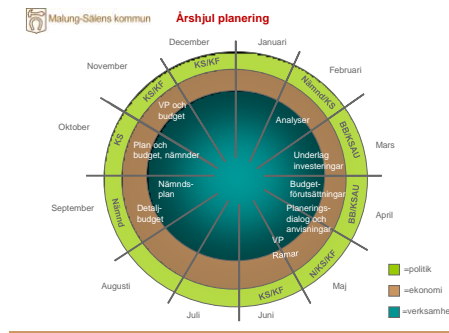 Malung-Sälens kommun
Årshjul planering
December
Januari
November
Februari
Oktober
Mars
September
April
Augusti
Maj
Juli
Juni
KS/KF
Nämnd/KS
BB/KSAU
BB/KSAU
N/KS/KF
KS/KF
Nämnd
KS
KS/KF
VP och
budget
Analyser
Plan och
budget, nämnder
Underlag
investeringar
Nämnds-
plan
Budget-
förutsättningar
Detalj-
budget
Planerings-
dialog och
anvisningar
VP
Ramar
=politik
=ekonomi
=verksamhe